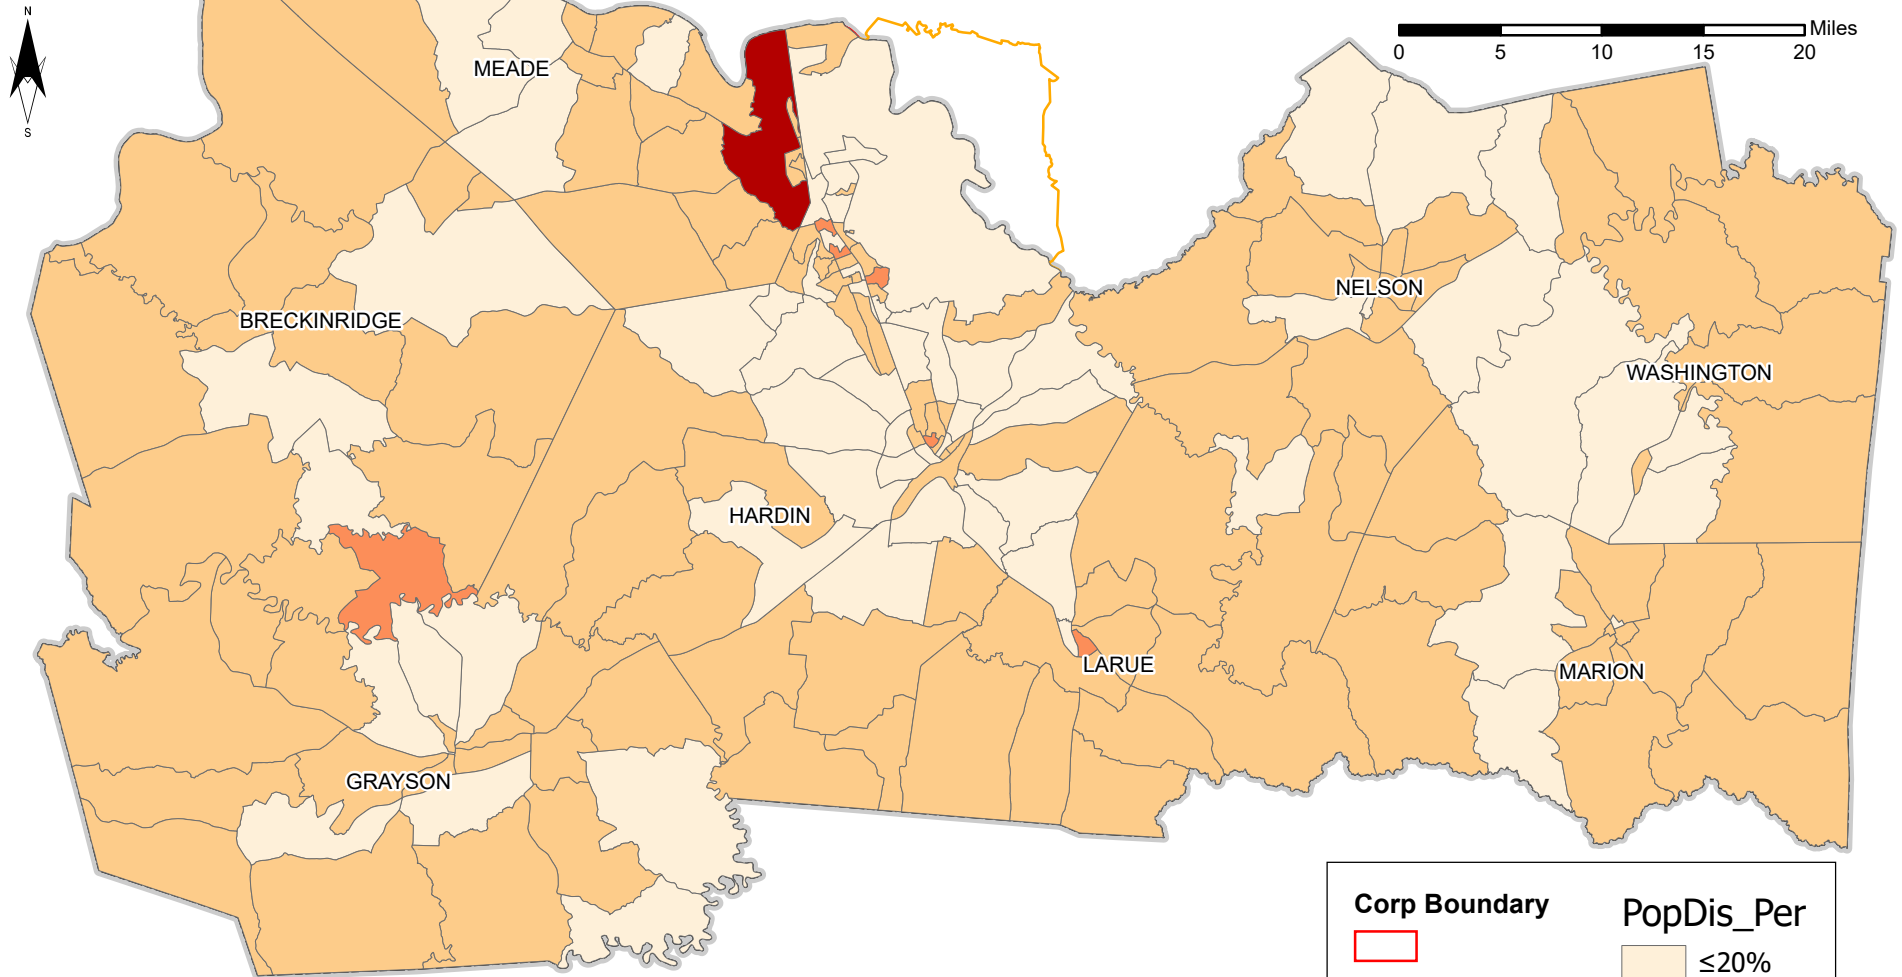 N
S
Miles
0 5 10 15 20
MEADE
NELSON
BRECKINRIDGE
WASHINGTON
HARDIN
LARUE
MARION
GRAYSON
Corp Boundary
PopDis_Per
≤20%